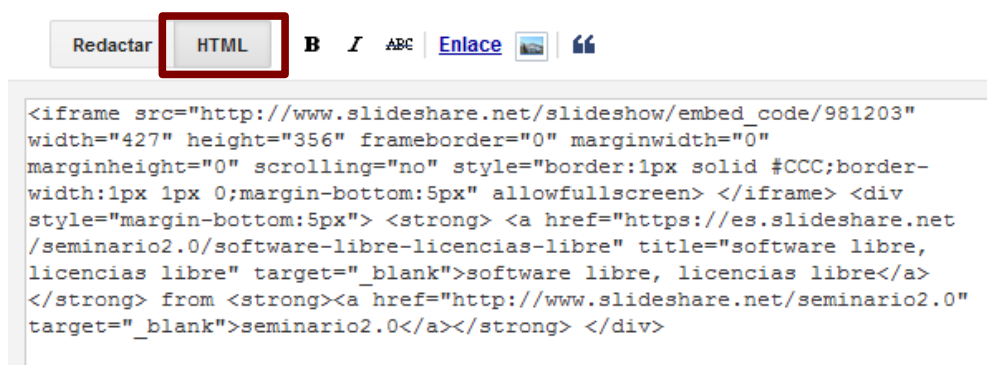 Redactar HTML B I ABC Enlace “
<iframe src="http://www.slideshare.net/slideshow/embed_code/981203"
width="427" height="356" frameborder="0" marginwidth="0"
marginheight="0" scrolling="no" style="border:1px solid #CCC;border-
width:1px 1px 0;margin-bottom:5px" allowfullscreen> </iframe> <div
style="margin-bottom:5px"> <strong> <a href="https://es.slideshare.net
/seminario2.0/software-libre-licencias-libre" title="software libre,
licencias libre" target="_blank">software libre, licencias libre</a>
</strong> from <strong><a href="http://www.slideshare.net/seminario2.0"
target="_blank">seminario2.0</a></strong> </div>